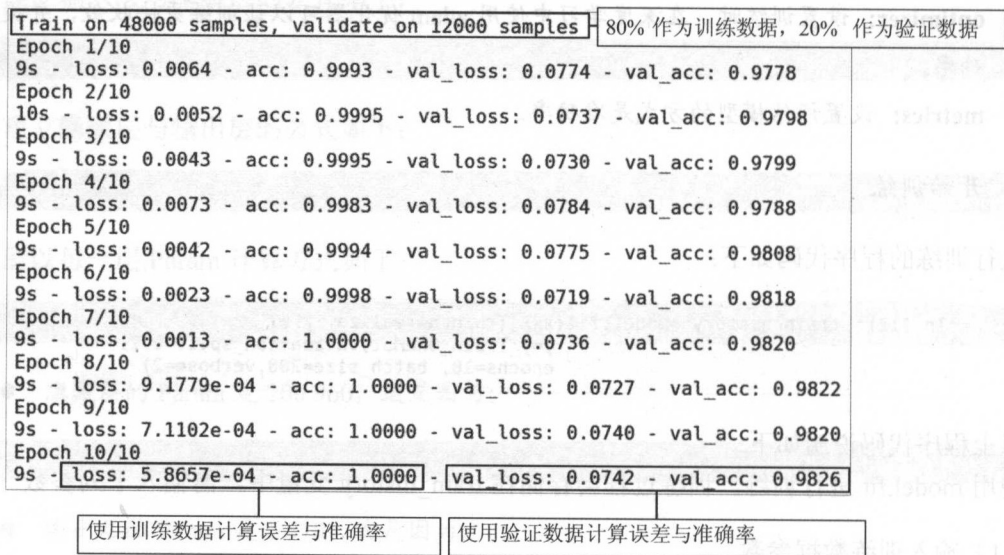 Train on 48000 samples, validate on 12000 samples
80% 作为训练数据，20% 作为验证数据
Epoch 1/10
9s - loss: 0.0064 - acc: 0.9993 - val_loss: 0.0774 - val_acc: 0.9778
Epoch 2/10
10s - loss: 0.0052 - acc: 0.9995 - val_loss: 0.0737 - val_acc: 0.9798
Epoch 3/10
9s - loss: 0.0043 - acc: 0.9995 - val_loss: 0.0730 - val_acc: 0.9799
Epoch 4/10
9s - loss: 0.0073 - acc: 0.9983 - val_loss: 0.0784 - val_acc: 0.9788
Epoch 5/10
9s - loss: 0.0042 - acc: 0.9994 - val_loss: 0.0775 - val_acc: 0.9808
Epoch 6/10
9s - loss: 0.0023 - acc: 0.9998 - val_loss: 0.0719 - val_acc: 0.9818
Epoch 7/10
9s - loss: 0.0013 - acc: 1.0000 - val_loss: 0.0736 - val_acc: 0.9820
Epoch 8/10
9s - loss: 9.1779e-04 - acc: 1.0000 - val_loss: 0.0727 - val_acc: 0.9822
Epoch 9/10
9s - loss: 7.1102e-04 - acc: 1.0000 - val_loss: 0.0740 - val_acc: 0.9820
Epoch 10/10
9s - loss: 5.8657e-04 - acc: 1.0000 - val_loss: 0.0742 - val_acc: 0.9826
使用训练数据计算误差与准确率
使用验证数据计算误差与准确率